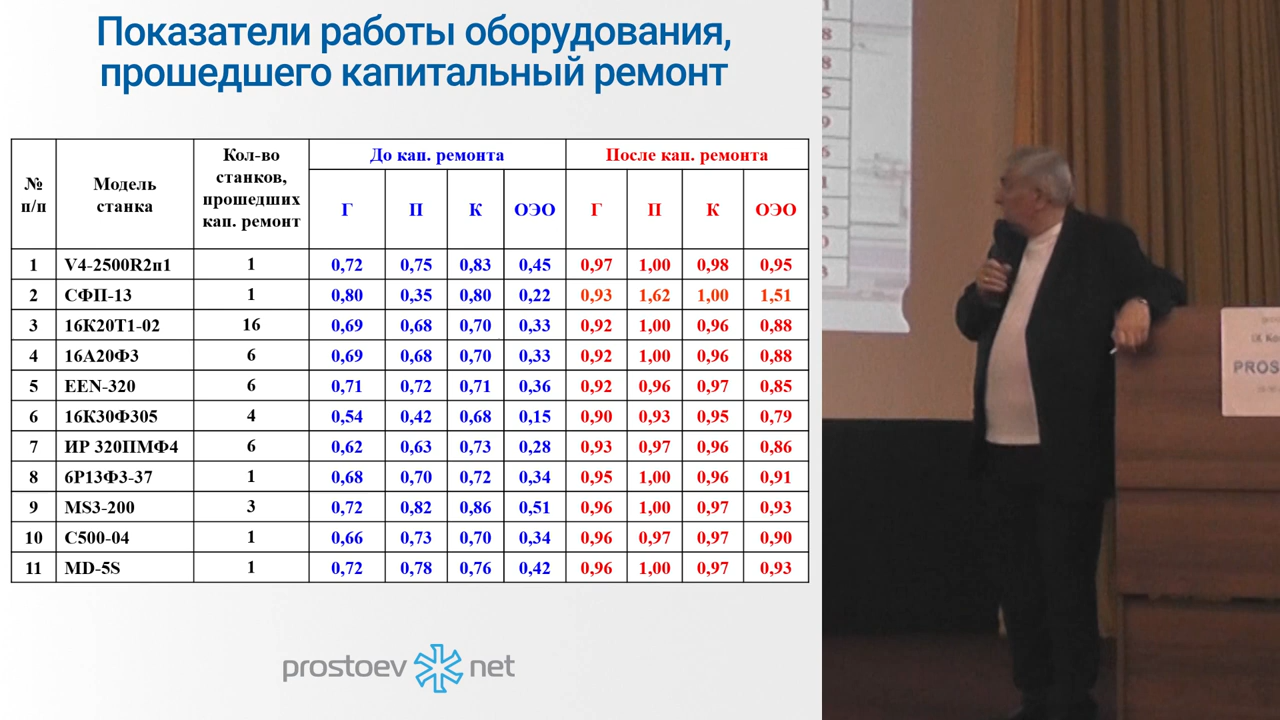 Показатели работы оборудования,
прошедшего капитальный ремонт
№ п/п Модель станка Кол-во станков, прошедших кап. ремонт До кап. ремонта После кап. ремонта
Г П К ОЭО Г П К ОЭО
1 V4-2500R2п1 1 0,72 0,75 0,83 0,45 0,97 1,00 0,98 0,95
2 СФП-13 1 0,80 0,35 0,80 0,22 0,93 1,62 1,00 1,51
3 16К20Т1-02 16 0,69 0,68 0,70 0,33 0,92 1,00 0,96 0,88
4 16А20Ф3 6 0,69 0,68 0,70 0,33 0,92 1,00 0,96 0,88
5 EEN-320 6 0,71 0,72 0,71 0,36 0,92 0,96 0,97 0,85
6 16К30Ф305 4 0,54 0,42 0,68 0,15 0,90 0,93 0,95 0,79
7 ИР 320ПМФ4 6 0,62 0,63 0,73 0,28 0,93 0,97 0,96 0,86
8 6Р13Ф3-37 1 0,68 0,70 0,72 0,34 0,95 1,00 0,96 0,91
9 MS3-200 3 0,72 0,82 0,86 0,51 0,96 1,00 0,97 0,93
10 С500-04 1 0,66 0,73 0,70 0,34 0,96 0,97 0,97 0,90
11 MD-5S 1 0,72 0,78 0,76 0,42 0,96 1,00 0,97 0,93
prostoev net
IX
PROS